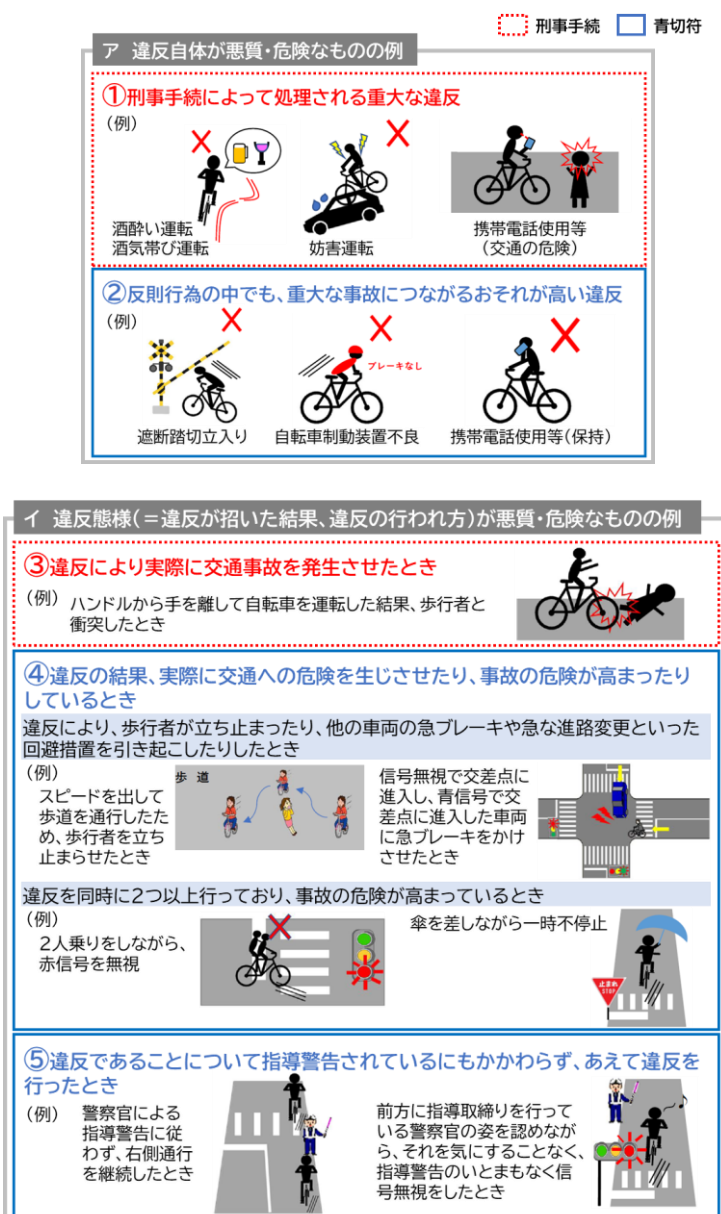 刑事手続 青切符
ア 違反自体が悪質・危険なものの例
①刑事手続によって処理される重大な違反
(例)
酒酔い運転
酒気帯び運転
妨害運転
携帯電話使用等
(交通の危険)
②反則行為の中でも、重大な事故につながるおそれが高い違反
(例)
ブレーキなし
遮断踏切立入り
自転車制動装置不良
携帯電話使用等(保持)
イ 違反態様(=違反が招いた結果、違反の行われ方)が悪質・危険なものの例
③違反により実際に交通事故を発生させたとき
(例) ハンドルから手を離して自転車を運転した結果、歩行者と
衝突したとき
④違反の結果、実際に交通への危険を生じさせたり、事故の危険が高まったり
しているとき
違反により、歩行者が立ち止まったり、他の車両の急ブレーキや急な進路変更といった
回避措置を引き起こしたりしたとき
(例)
スピードを出して
歩道を通行したた
め、歩行者を立ち
止まらせたとき
歩 道
信号無視で交差点に
進入し、青信号で交
差点に進入した車両
に急ブレーキをかけ
させたとき
違反を同時に2つ以上行っており、事故の危険が高まっているとき
(例)
2人乗りをしながら、
赤信号を無視
傘を差しながら一時不停止
止まれ
STOP
⑤違反であることについて指導警告されているにもかかわらず、あえて違反を
行ったとき
(例) 警察官による
指導警告に従
わず、右側通行
を継続したとき
前方に指導取締りを行って
いる警察官の姿を認めなが
ら、それを気にすることなく、
指導警告のいとまもなく信
号無視をしたとき